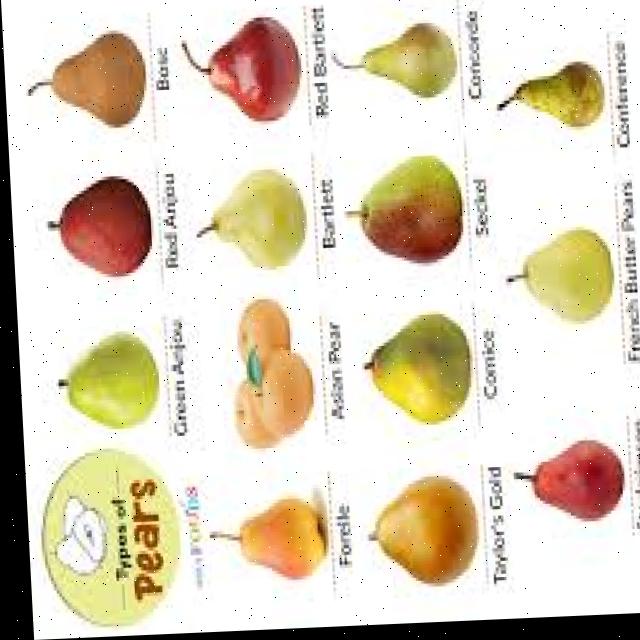 Types of
Pears
Green Anjou
Red Anjou
Bosc
Forelle
Asian Pear
Bartlett
Red Bartlett
Taylor's Gold
Comice
Seckel
Concorde
French Butter Pears
Conference